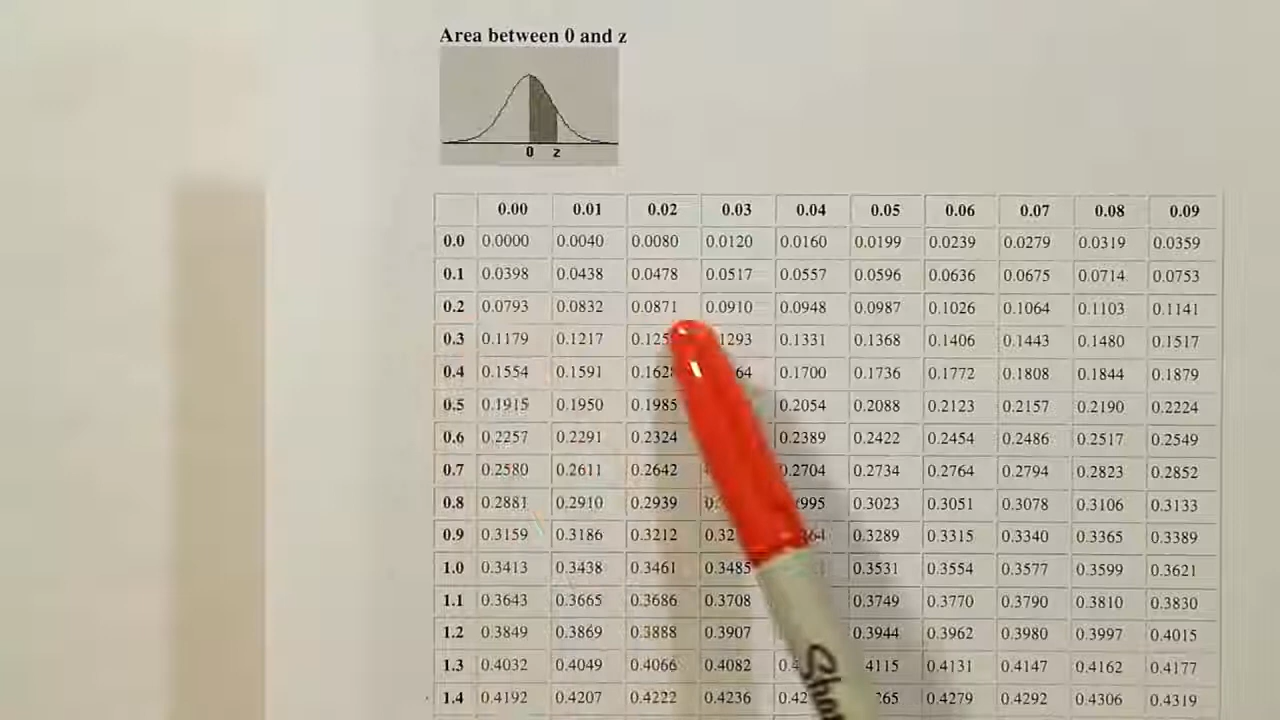 Area between 0 and z
0 z
0.00 0.01 0.02 0.03 0.04 0.05 0.06 0.07 0.08 0.09
0.0 0.0000 0.0040 0.0080 0.0120 0.0160 0.0199 0.0239 0.0279 0.0319 0.0359
0.1 0.0398 0.0438 0.0478 0.0517 0.0557 0.0596 0.0636 0.0675 0.0714 0.0753
0.2 0.0793 0.0832 0.0871 0.0910 0.0948 0.0987 0.1026 0.1064 0.1103 0.1141
0.3 0.1179 0.1217 0.1331 0.1368 0.1406 0.1443 0.1480 0.1517
0.4 0.1554 0.1591 0.1628 0.1700 0.1736 0.1772 0.1808 0.1844 0.1879
0.5 0.1915 0.1950 0.1985 0.2054 0.2088 0.2123 0.2157 0.2190 0.2224
0.6 0.2257 0.2291 0.2324 0.2389 0.2422 0.2454 0.2486 0.2517 0.2549
0.7 0.2580 0.2611 0.2642 0.2704 0.2734 0.2764 0.2794 0.2823 0.2852
0.8 0.2881 0.2910 0.2939 0.3023 0.3051 0.3078 0.3106 0.3133
0.9 0.3159 0.3186 0.3212 0.3289 0.3315 0.3340 0.3365 0.3389
1.0 0.3413 0.3438 0.3461 0.3485 0.3531 0.3554 0.3577 0.3599 0.3621
1.1 0.3643 0.3665 0.3686 0.3708 0.3749 0.3770 0.3790 0.3810 0.3830
1.2 0.3849 0.3869 0.3888 0.3907 0.3944 0.3962 0.3980 0.3997 0.4015
1.3 0.4032 0.4049 0.4066 0.4082 0.4131 0.4147 0.4162 0.4177
1.4 0.4192 0.4207 0.4222 0.4236 0.4279 0.4292 0.4306 0.4319